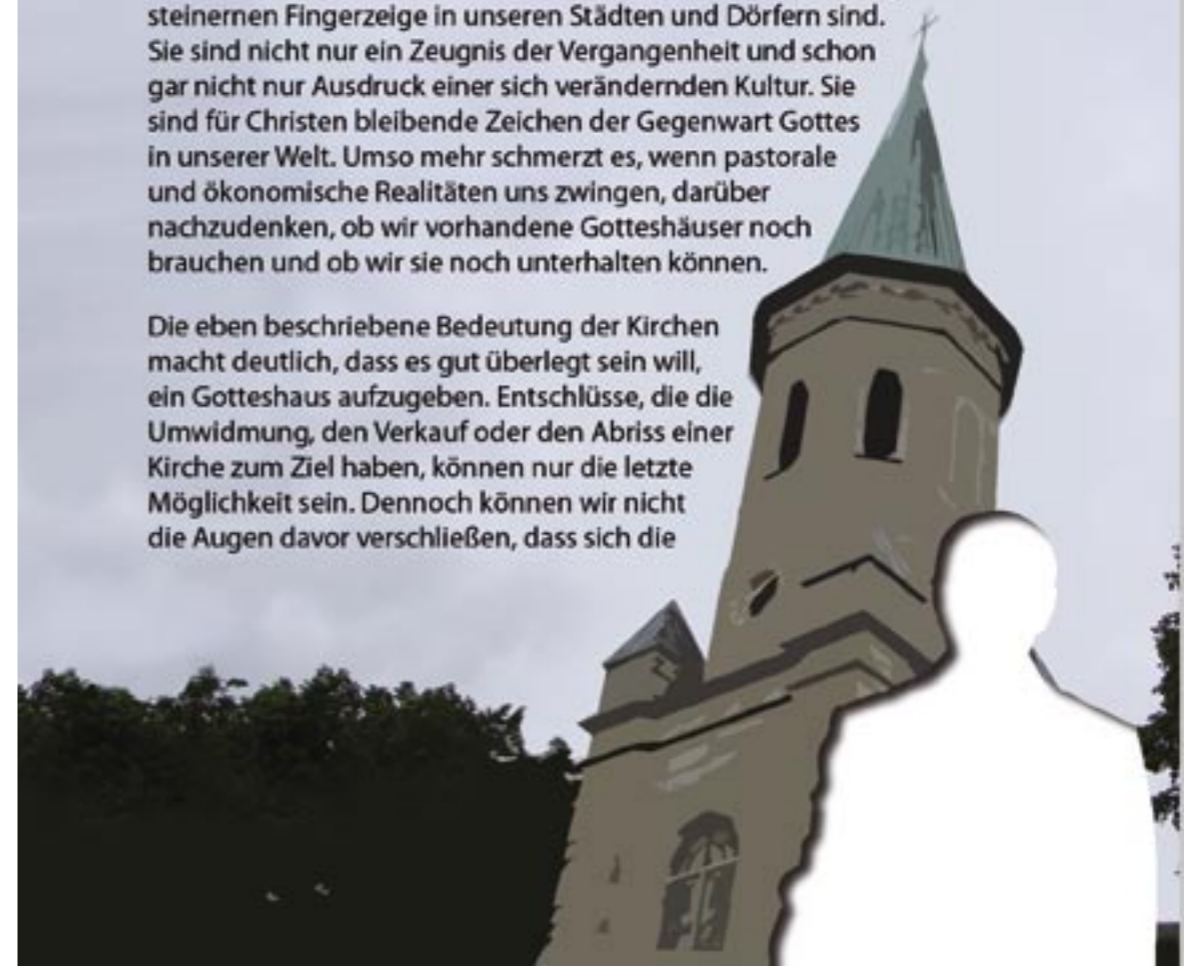 steinernen Fingerzeige in unseren Städten und Dörfern sind.
Sie sind nicht nur ein Zeugnis der Vergangenheit und schon
gar nicht nur Ausdruck einer sich verändernden Kultur. Sie
sind für Christen bleibende Zeichen der Gegenwart Gottes
in unserer Welt. Umso mehr schmerzt es, wenn pastorale
und ökonomische Realitäten uns zwingen, darüber
nachzudenken, ob wir vorhandene Gotteshäuser noch
brauchen und ob wir sie noch unterhalten können.
Die eben beschriebene Bedeutung der Kirchen
macht deutlich, dass es gut überlegt sein will,
ein Gotteshaus aufzugeben. Entschlüsse, die die
Umwidmung, den Verkauf oder den Abriss einer
Kirche zum Ziel haben, können nur die letzte
Möglichkeit sein. Dennoch können wir nicht
die Augen davor verschließen, dass sich die